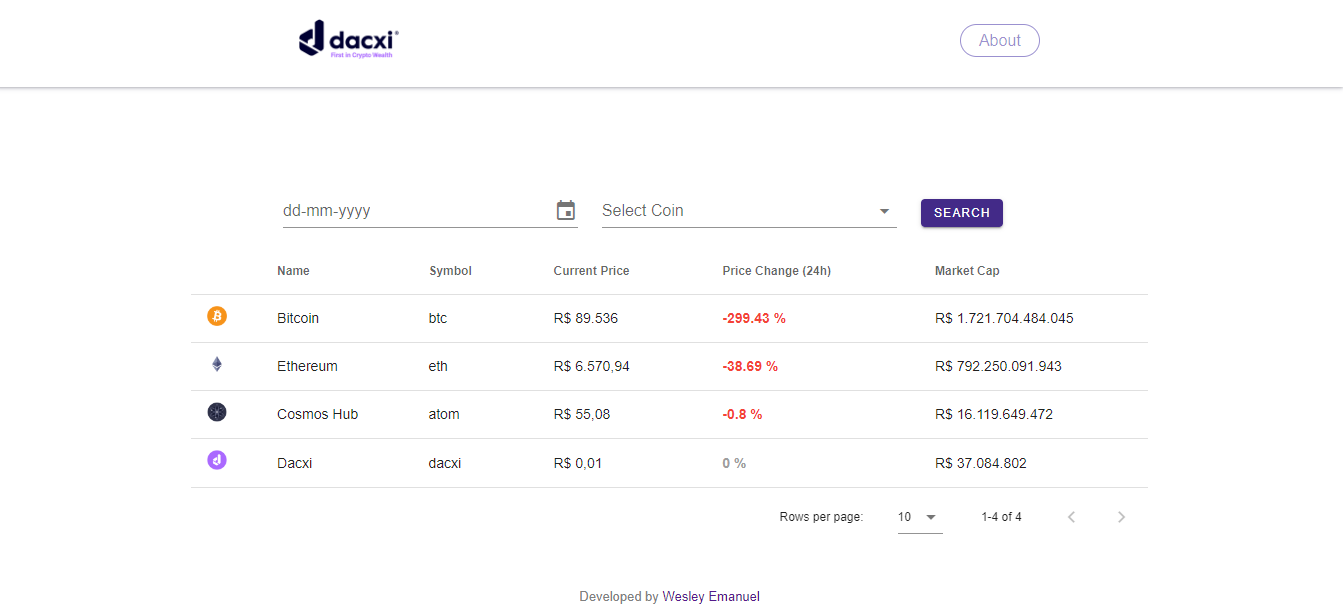 dacxi®
First in Crypto Wealth
About
dd-mm-yyyy Select Coin SEARCH
Name Symbol Current Price Price Change (24h) Market Cap
Bitcoin btc R$ 89.536 -299.43 % R$ 1.721.704.484.045
Ethereum eth R$ 6.570,94 -38.69 % R$ 792.250.091.943
Cosmos Hub atom R$ 55,08 -0.8 % R$ 16.119.649.472
Dacxi dacxi R$ 0,01 0 % R$ 37.084.802
Rows per page: 10 1-4 of 4
Developed by Wesley Emanuel